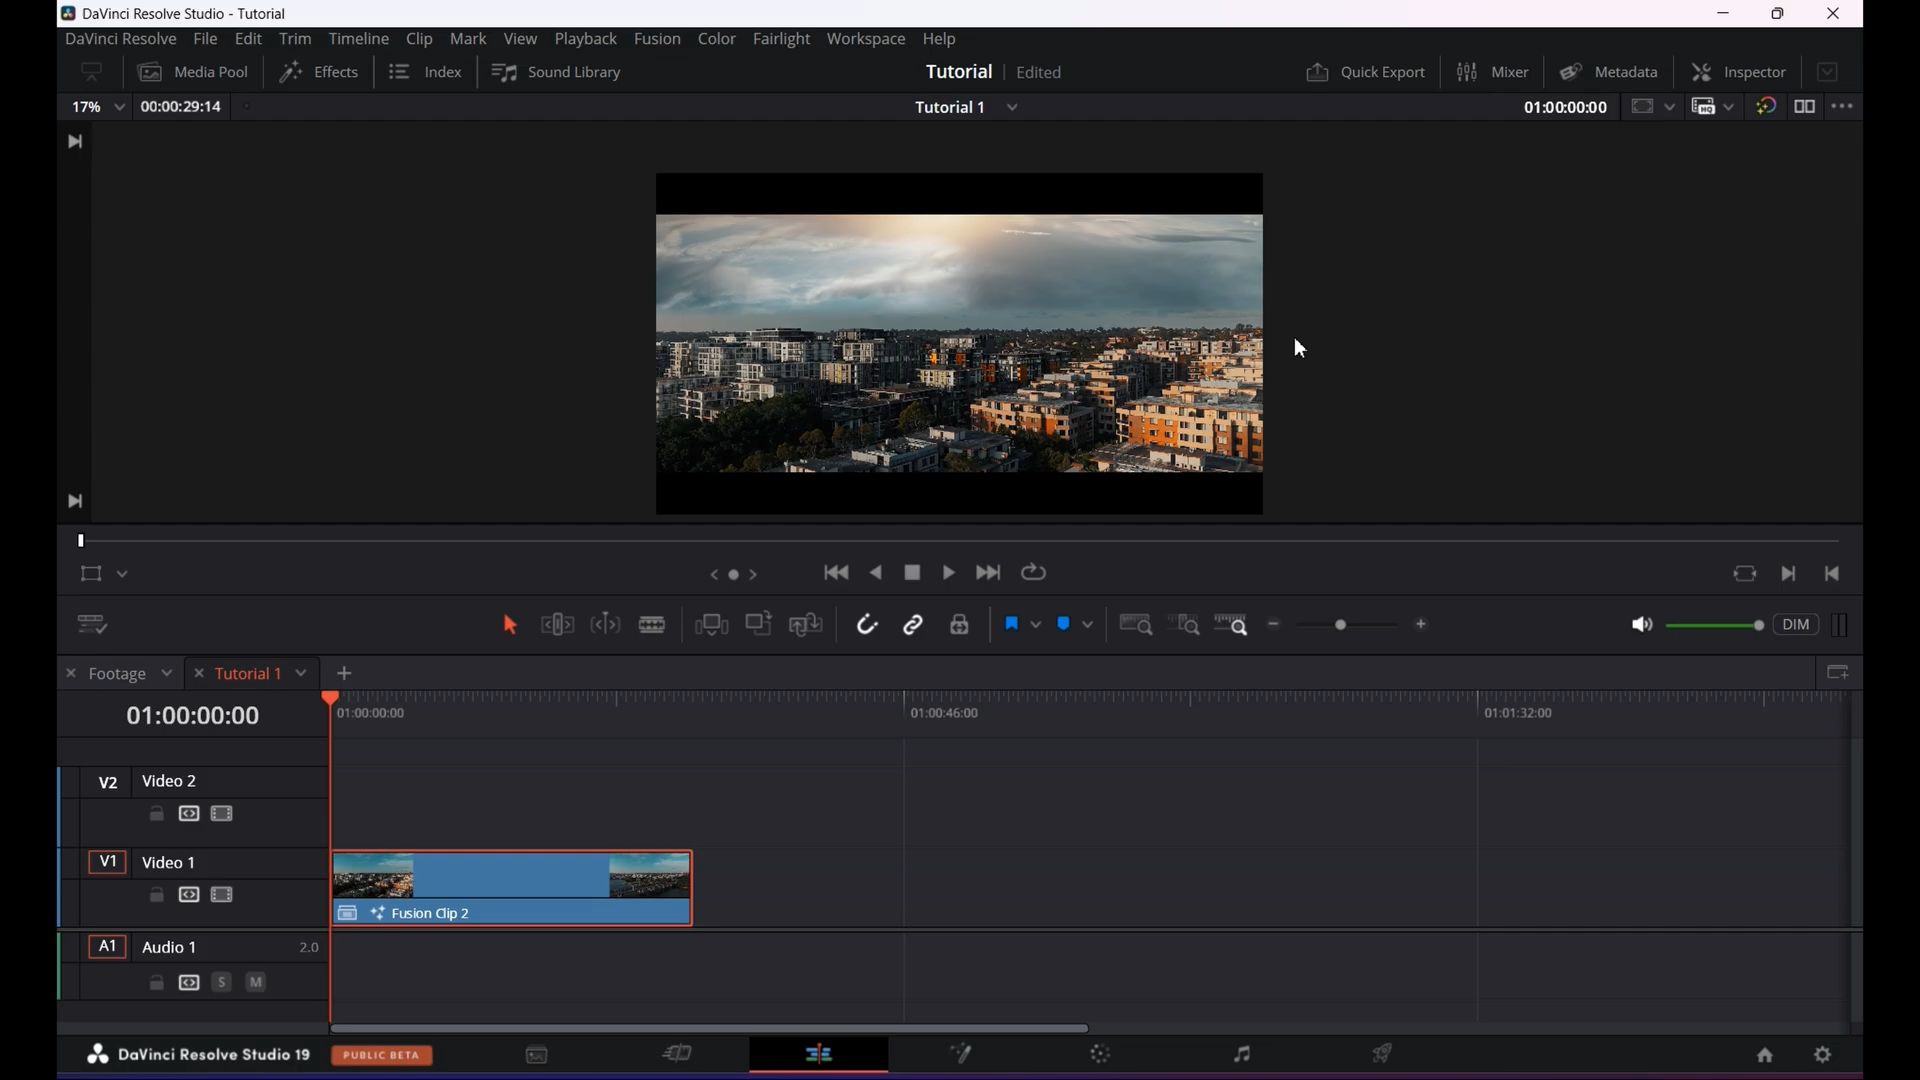 DaVinci Resolve Studio - Tutorial
DaVinci Resolve File Edit Trim Timeline Clip Mark View Playback Fusion Color Fairlight Workspace Help
Media Pool Effects Index Sound Library Tutorial Edited Quick Export Mixer Metadata Inspector
17% 00:00:29:14 Tutorial 1 01:00:00:00 HQ
DIM
Footage Tutorial 1
01:00:00:00 01:00:00:00 01:00:46:00 01:01:32:00
V2 Video 2
V1 Video 1
Fusion Clip 2
A1 Audio 1 2.0
S M
DaVinci Resolve Studio 19 PUBLIC BETA